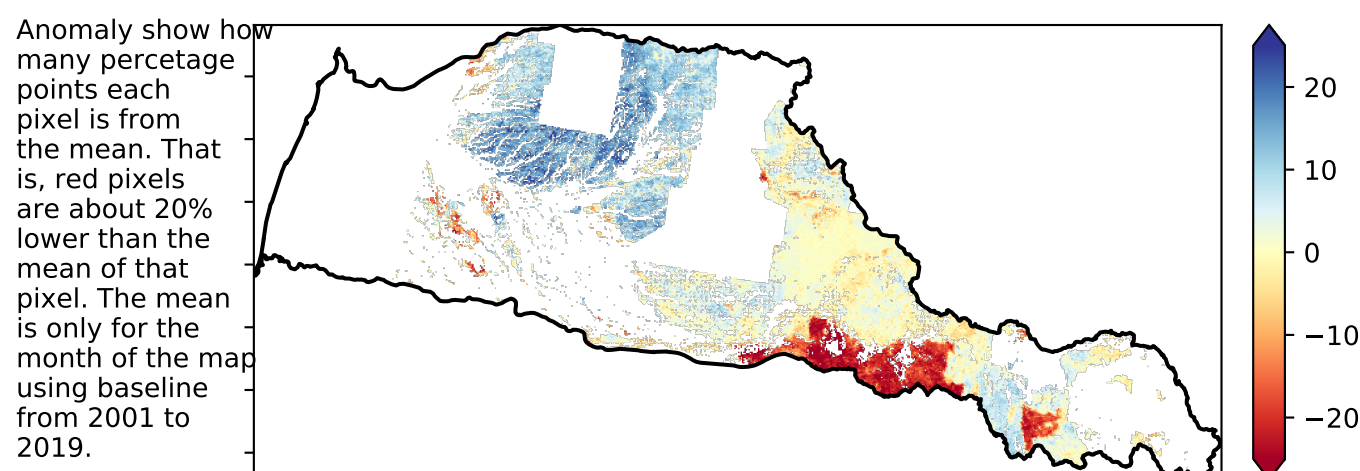 Anomaly show how
many percetage
points each
pixel is from
the mean. That
is, red pixels
are about 20%
lower than the
mean of that
pixel. The mean
is only for the
month of the map
using baseline
from 2001 to
2019.
20
10
0
−10
−20